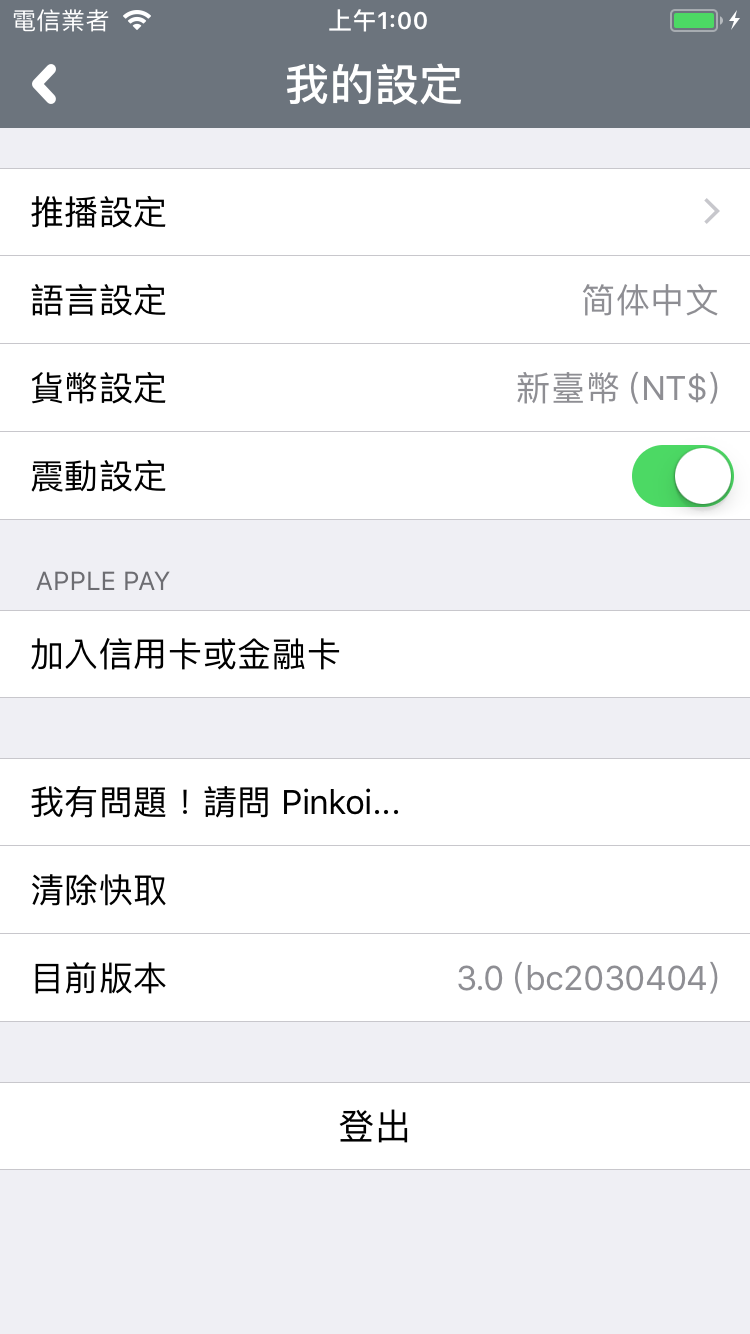 電信業者 上午1:00
我的設定
推播設定
語言設定 简体中文
貨幣設定 新臺幣 (NT$)
震動設定
APPLE PAY
加入信用卡或金融卡
我有問題！請問 Pinkoi...
清除快取
目前版本 3.0 (bc2030404)
登出